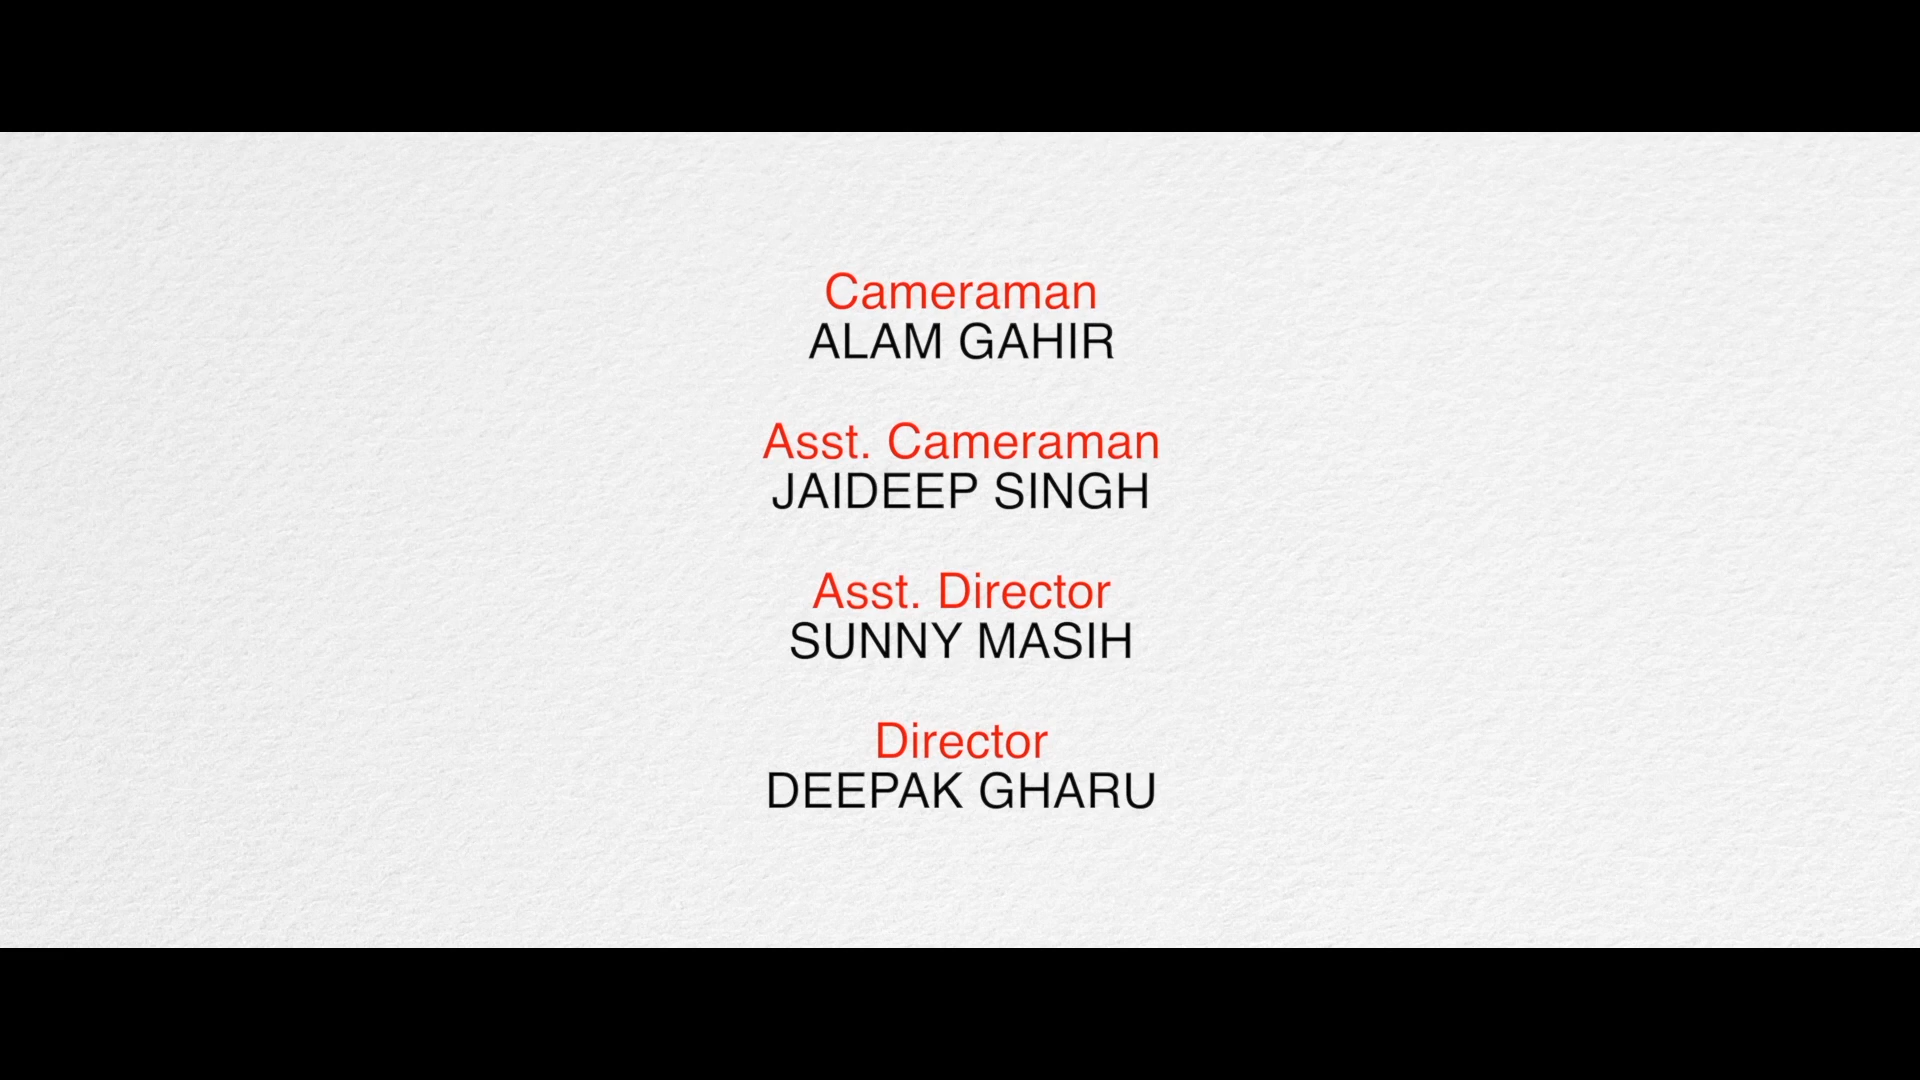 Cameraman
ALAM GAHIR
Asst. Cameraman
JAIDEEP SINGH
Asst. Director
SUNNY MASIH
Director
DEEPAK GHARU